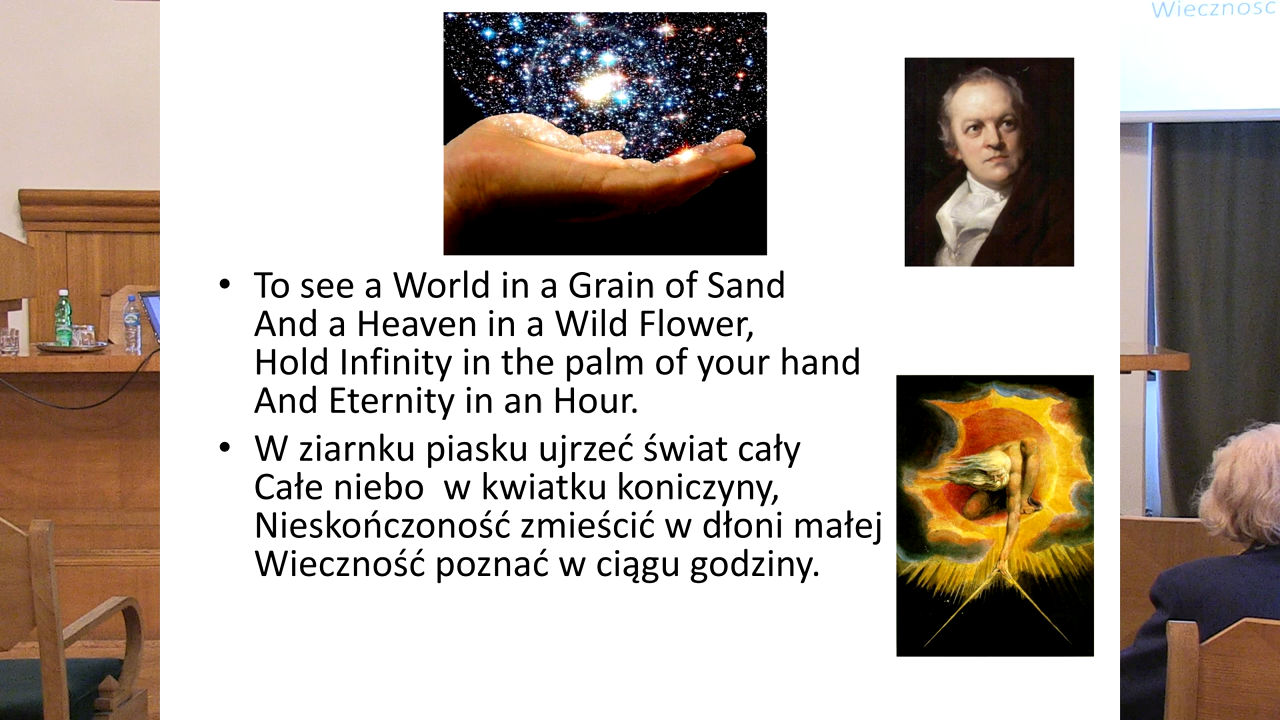 Wieczność
To see a World in a Grain of Sand
And a Heaven in a Wild Flower,
Hold Infinity in the palm of your hand
And Eternity in an Hour.
W ziarnku piasku ujrzeć świat cały
Całe niebo w kwiatku koniczyny,
Nieskończoność zmieścić w dłoni małej
Wieczność poznać w ciągu godziny.